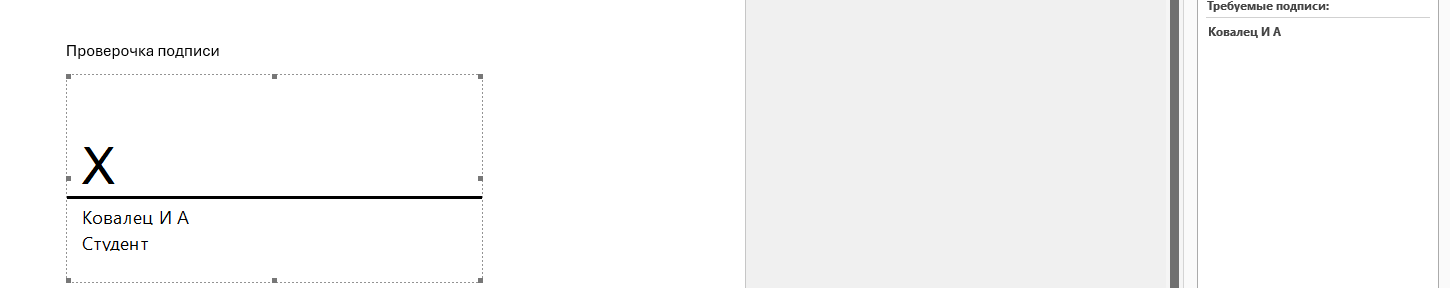 Проверочка подписи
X
Ковалец И А
Студент
Требуемые подписи:
Ковалец И А